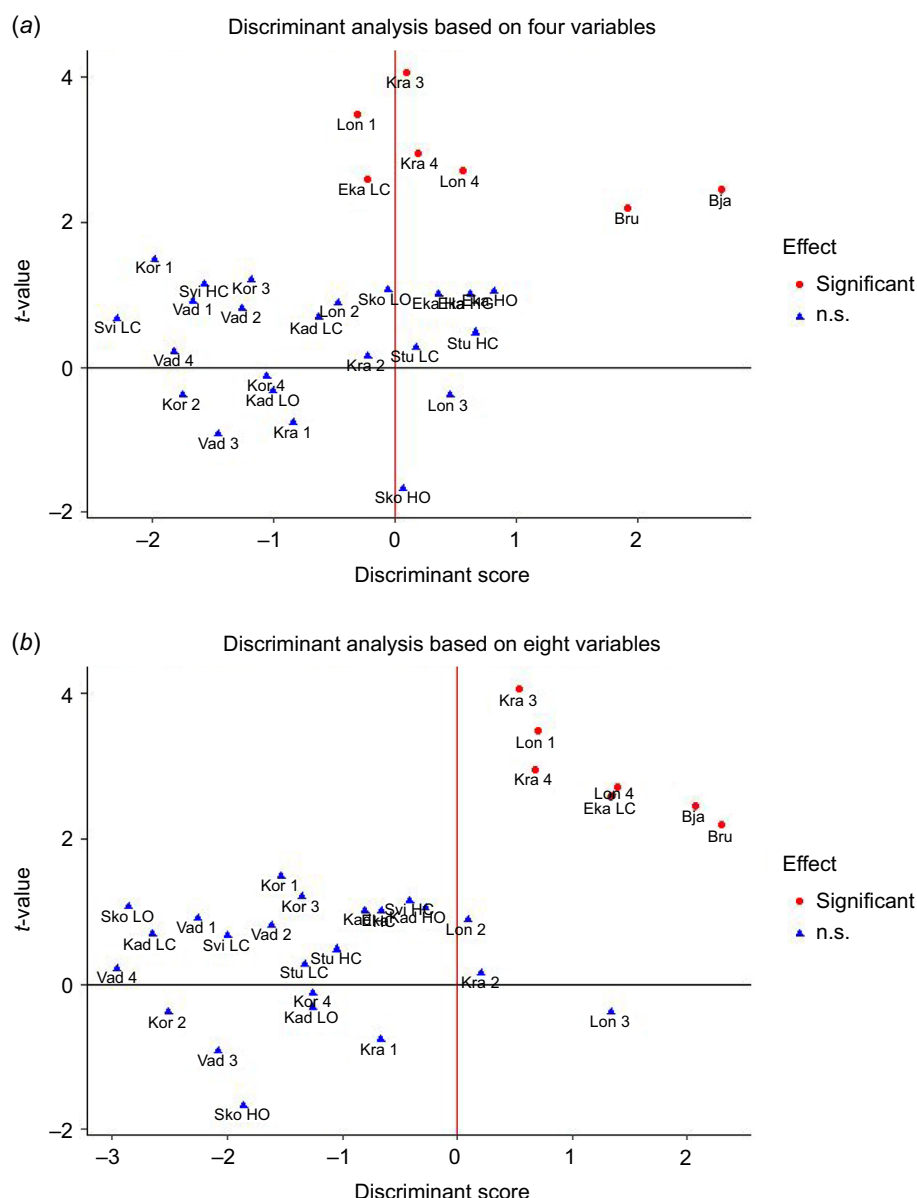 (a)
Discriminant analysis based on four variables
4
2
0
–2
t-value
Kra 3
Lon 1
Kra 4
Lon 4
Eka LC
Bja
Bru
Kor 1
Svi HC
Kor 3
Vad 1
Vad 2
Lon 2
Sko LO
Eka HO
Svi LC
Kad LC
Stu HC
Vad 4
Kra 2
Stu LC
Kor 4
Kor 2
Kad LO
Lon 3
Vad 3
Kra 1
Sko HO
–2
–1
0
1
2
Discriminant score
Effect
Significant
n.s.
(b)
Discriminant analysis based on eight variables
4
2
0
–2
t-value
Kra 3
Lon 1
Kra 4
Lon 4
Eka LC
Bja
Bru
Kor 1
Kor 3
Svi HC
Kad HO
Sko LO
Vad 1
Lon 2
Kad LC
Svi LC
Vad 2
Stu HC
Vad 4
Stu LC
Kra 2
Kor 4
Kor 2
Kad LO
Lon 3
Vad 3
Kra 1
Sko HO
–3
–2
–1
0
1
2
Discriminant score
Effect
Significant
n.s.